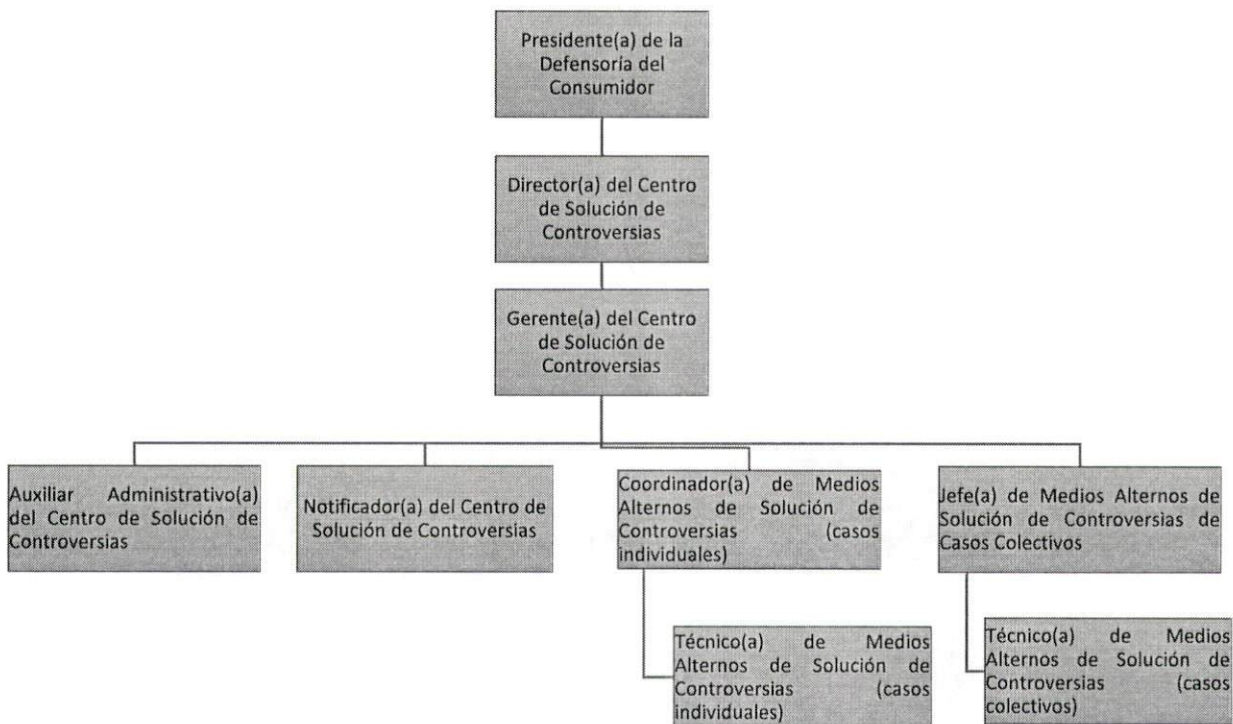 Presidente(a) de la
Defensoría del
Consumidor
Director(a) del Centro
de Solución de
Controversias
Gerente(a) del Centro
de Solución de
Controversias
Auxiliar Administrativo(a)
del Centro de Solución de
Controversias
Notificador(a) del Centro de
Solución de Controversias
Coordinador(a) de Medios
Alternos de Solución de
Controversias (casos
individuales)
Jefe(a) de Medios Alternos de
Solución de Controversias de
Casos Colectivos
Técnico(a) de Medios
Alternos de Solución de
Controversias (casos
individuales)
Técnico(a) de Medios
Alternos de Solución de
Controversias (casos
colectivos)